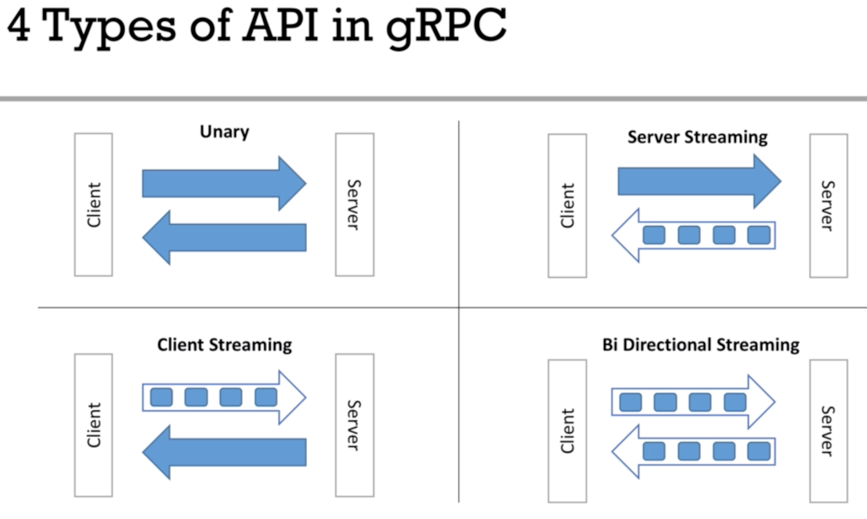 4 Types of API in gRPC
Unary
Client
Server
Server Streaming
Client
Server
Client Streaming
Client
Server
Bi Directional Streaming
Client
Server